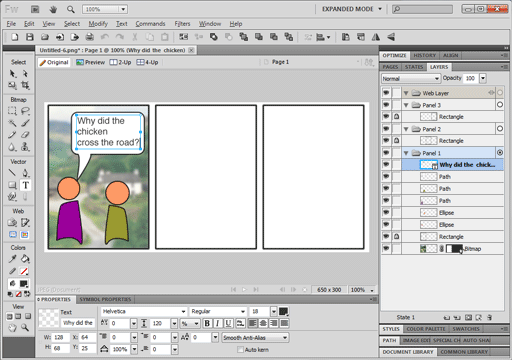 Fw
100%
EXPANDED MODE
File Edit View Select Modify Text Commands Filters Window Help
Untitled-6.png* : Page 1 @ 100% (Why did the chicken)
Original Preview 2-Up 4-Up
Page 1
Select
Bitmap
Vector
Web
Colors
View
Why did the
chicken
cross the road?
650 x 300 100%
PROPERTIES SYMBOL PROPERTIES
Text
Why did the
Helvetica Regular 18
0 120 %
100% 0 0 Smooth Anti-Alias
Auto kern
W: 128 X: 64
H: 68 Y: 25
OPTIMIZE HISTORY ALIGN
PAGES STATES LAYERS
Normal Opacity 100
Web Layer
Panel 3
Rectangle
Panel 2
Rectangle
Panel 1
Why did the chick...
Path
Path
Path
Ellipse
Ellipse
Rectangle
Bitmap
State 1
STYLES COLOR PALETTE SWATCHES
PATH IMAGE EDIT SPECIAL CH AUTO SHA
DOCUMENT LIBRARY COMMON LIBRARY